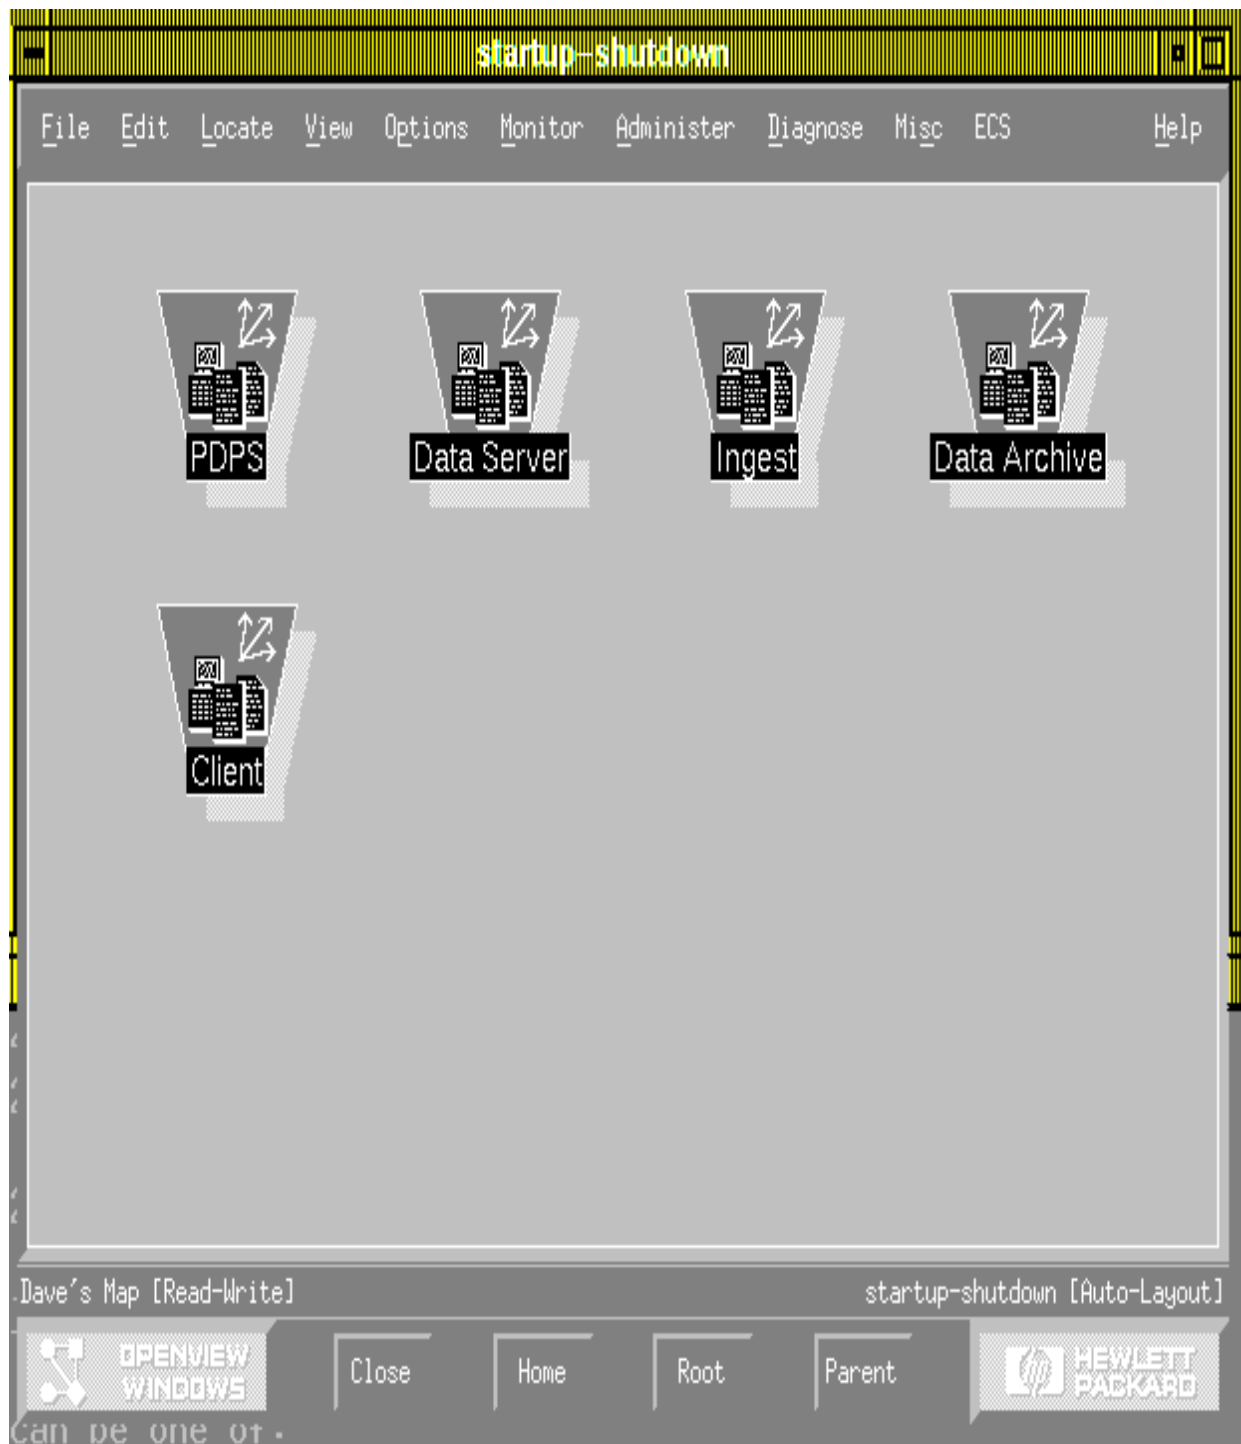 startup-shutdown
File Edit Locate View Options Monitor Administer Diagnose Misc ECS Help
PDPS Data Server Ingest Data Archive
Client
Dave's Map [Read-Write] startup-shutdown [Auto-Layout]
OPENVIEW
WINDOWS
Close Home Root Parent
hp HEWLETT
PACKARD
can be one of.